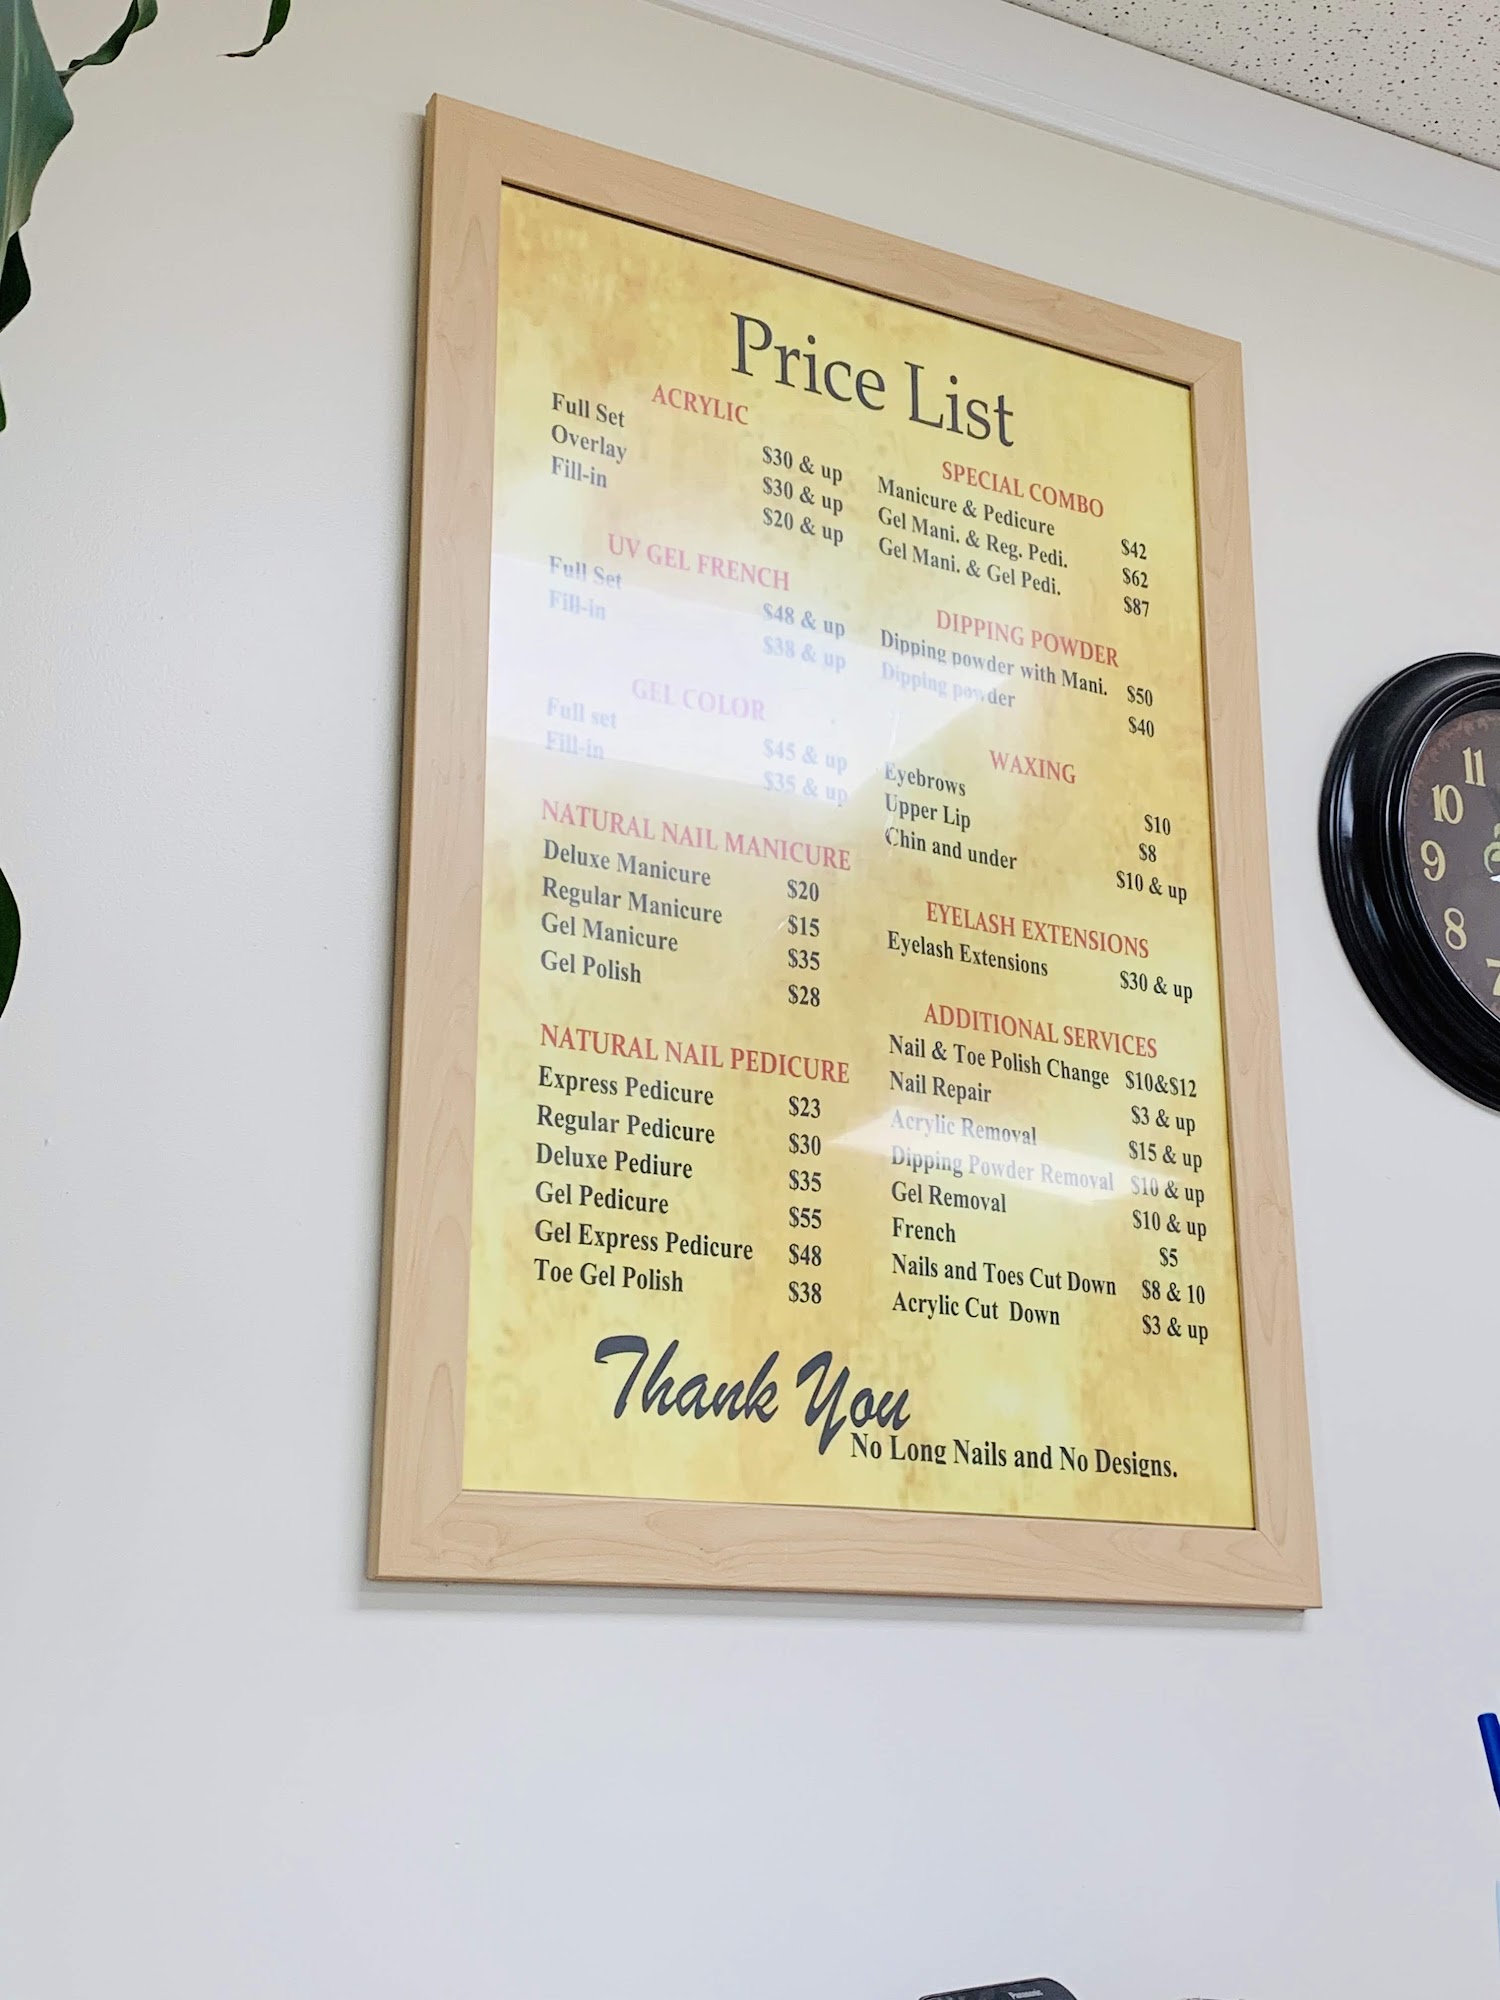 Price List
ACRYLIC
Full Set $30 & up
Overlay $30 & up
Fill-in $20 & up
UV GEL FRENCH
Full Set $48 & up
Fill-in $38 & up
GEL COLOR
Full set $45 & up
Fill-in $35 & up
NATURAL NAIL MANICURE
Deluxe Manicure $20
Regular Manicure $15
Gel Manicure $35
Gel Polish $28
NATURAL NAIL PEDICURE
Express Pedicure $23
Regular Pedicure $30
Deluxe Pediure $35
Gel Pedicure $55
Gel Express Pedicure $48
Toe Gel Polish $38
SPECIAL COMBO
Manicure & Pedicure $42
Gel Mani. & Reg. Pedi. $62
Gel Mani. & Gel Pedi. $87
DIPPING POWDER
Dipping powder with Mani. $50
Dipping powder $40
WAXING
Eyebrows $10
Upper Lip $8
Chin and under $10 & up
EYELASH EXTENSIONS
Eyelash Extensions $30 & up
ADDITIONAL SERVICES
Nail & Toe Polish Change $10&$12
Nail Repair $3 & up
Acrylic Removal $15 & up
Dipping Powder Removal $10 & up
Gel Removal $10 & up
French $5
Nails and Toes Cut Down $8 & 10
Acrylic Cut Down $3 & up
Thank You
No Long Nails and No Designs.
11
10
9
8
7
Panasonic